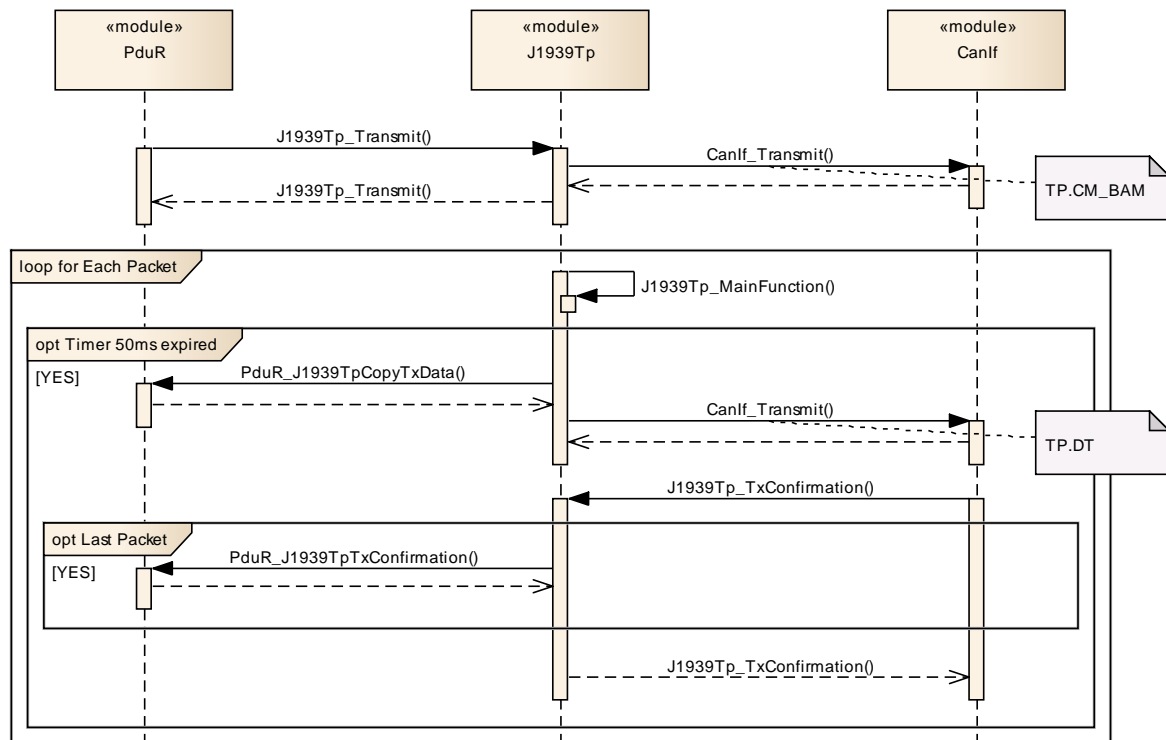 «module»
PduR
«module»
J1939Tp
«module»
CanIf
J1939Tp_Transmit()
CanIf_Transmit()
J1939Tp_Transmit()
TP.CM_BAM
loop for Each Packet
J1939Tp_MainFunction()
opt Timer 50ms expired
[YES]
PduR_J1939TpCopyTxData()
CanIf_Transmit()
TP.DT
J1939Tp_TxConfirmation()
opt Last Packet
[YES]
PduR_J1939TpTxConfirmation()
J1939Tp_TxConfirmation()